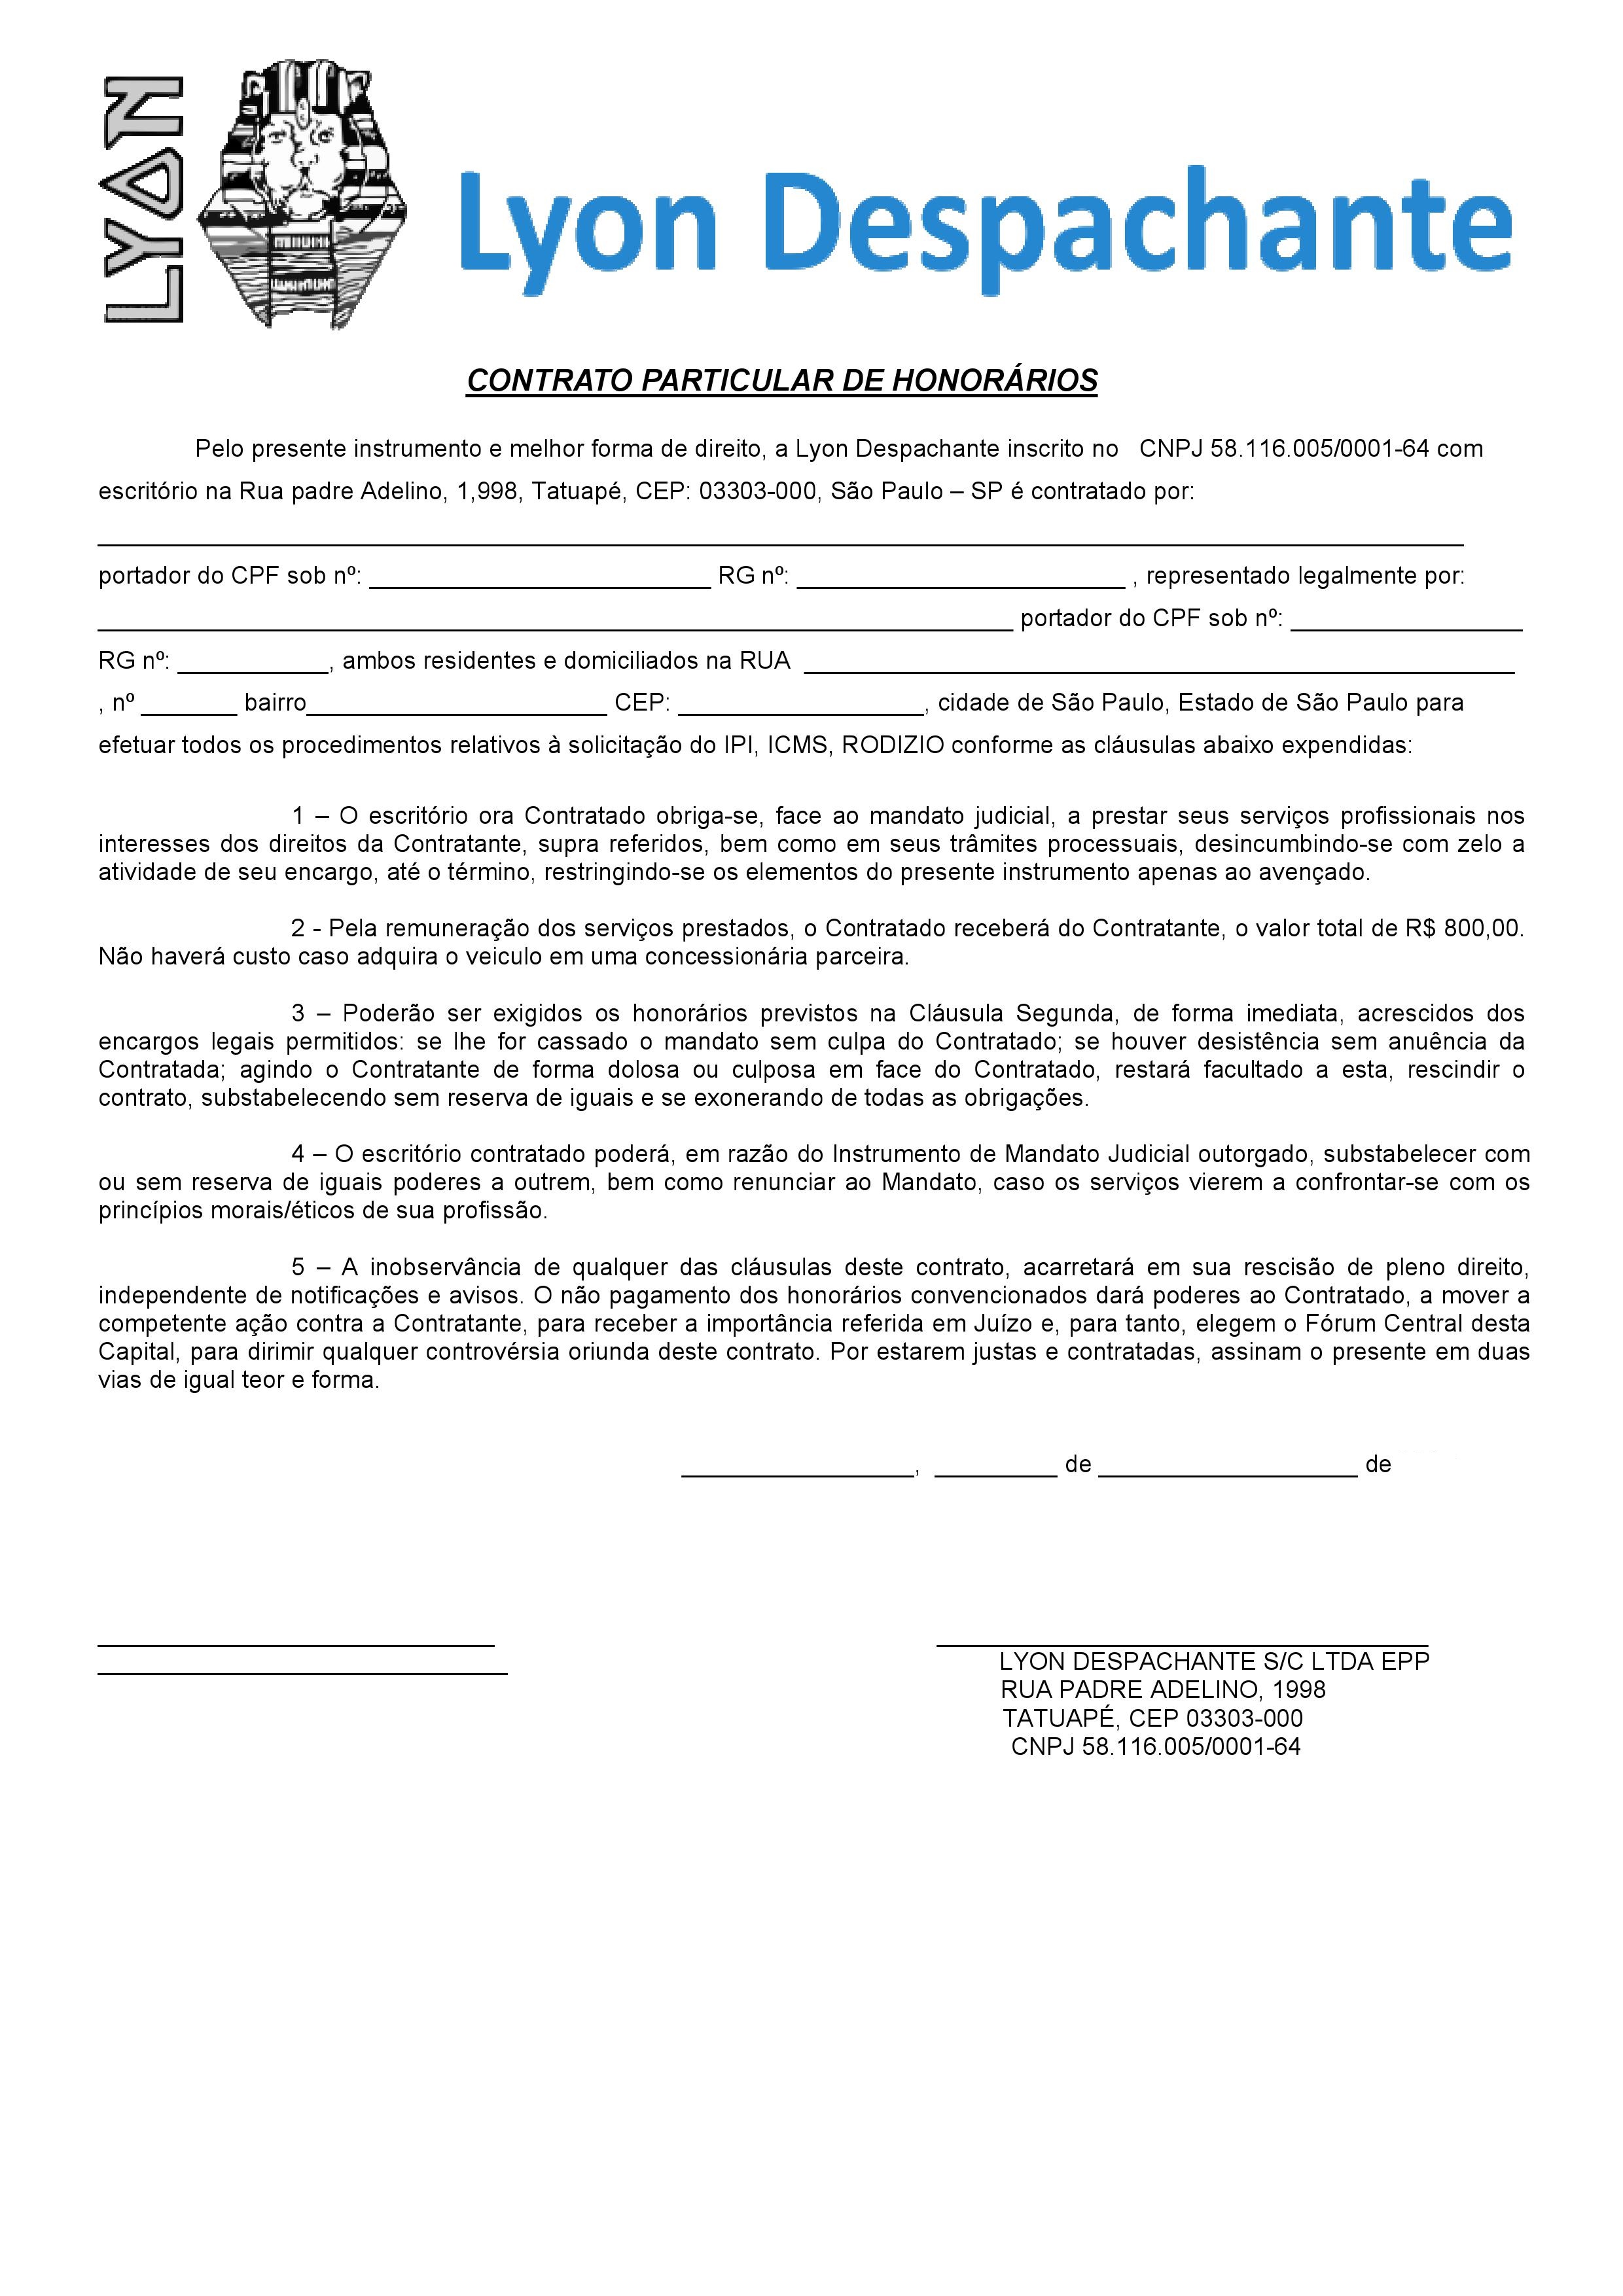 LYON
Lyon Despachante
CONTRATO PARTICULAR DE HONORÁRIOS
Pelo presente instrumento e melhor forma de direito, a Lyon Despachante inscrito no CNPJ 58.116.005/0001-64 com
escritório na Rua padre Adelino, 1,998, Tatuapé, CEP: 03303-000, São Paulo – SP é contratado por:
portador do CPF sob nº: ____________ RG nº: ____________ , representado legalmente por:
____________ portador do CPF sob nº: ____________
RG nº: ____________, ambos residentes e domiciliados na RUA ____________
, nº _______ bairro____________ CEP: ____________, cidade de São Paulo, Estado de São Paulo para
efetuar todos os procedimentos relativos à solicitação do IPI, ICMS, RODIZIO conforme as cláusulas abaixo expendidas:
1 – O escritório ora Contratado obriga-se, face ao mandato judicial, a prestar seus serviços profissionais nos
interesses dos direitos da Contratante, supra referidos, bem como em seus trâmites processuais, desincumbindo-se com zelo a
atividade de seu encargo, até o término, restringindo-se os elementos do presente instrumento apenas ao avençado.
2 - Pela remuneração dos serviços prestados, o Contratado receberá do Contratante, o valor total de R$ 800,00.
Não haverá custo caso adquira o veiculo em uma concessionária parceira.
3 – Poderão ser exigidos os honorários previstos na Cláusula Segunda, de forma imediata, acrescidos dos
encargos legais permitidos: se lhe for cassado o mandato sem culpa do Contratado; se houver desistência sem anuência da
Contratada; agindo o Contratante de forma dolosa ou culposa em face do Contratado, restará facultado a esta, rescindir o
contrato, substabelecendo sem reserva de iguais e se exonerando de todas as obrigações.
4 – O escritório contratado poderá, em razão do Instrumento de Mandato Judicial outorgado, substabelecer com
ou sem reserva de iguais poderes a outrem, bem como renunciar ao Mandato, caso os serviços vierem a confrontar-se com os
princípios morais/éticos de sua profissão.
5 – A inobservância de qualquer das cláusulas deste contrato, acarretará em sua rescisão de pleno direito,
independente de notificações e avisos. O não pagamento dos honorários convencionados dará poderes ao Contratado, a mover a
competente ação contra a Contratante, para receber a importância referida em Juízo e, para tanto, elegem o Fórum Central desta
Capital, para dirimir qualquer controvérsia oriunda deste contrato. Por estarem justas e contratadas, assinam o presente em duas
vias de igual teor e forma.
____________, _______ de ____________ de
LYON DESPACHANTE S/C LTDA EPP
RUA PADRE ADELINO, 1998
TATUAPÉ, CEP 03303-000
CNPJ 58.116.005/0001-64